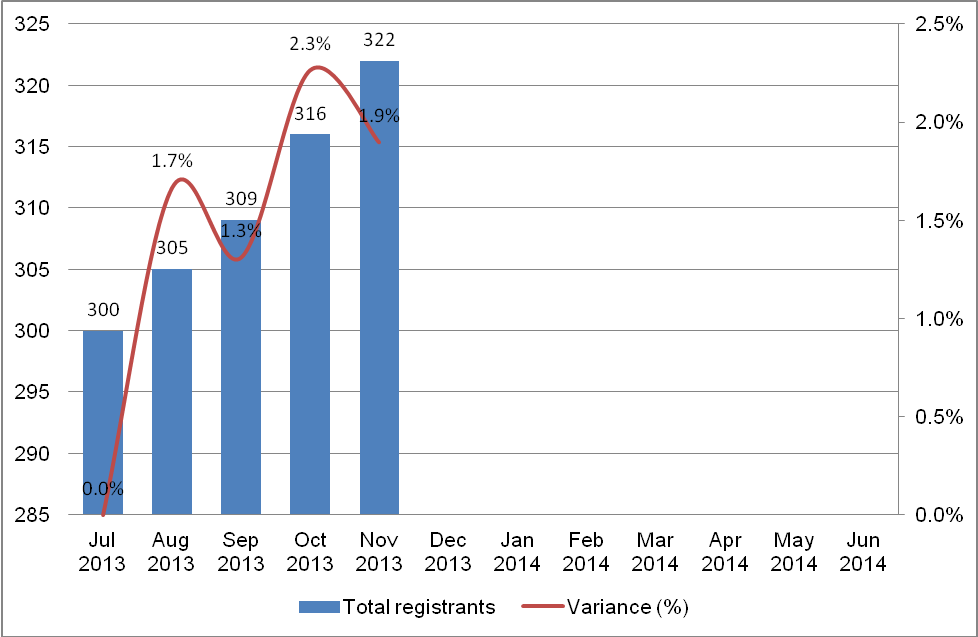 325
320
315
310
305
300
295
290
285
2.5%
2.0%
1.5%
1.0%
0.5%
0.0%
300
305
309
316
322
0.0%
1.7%
1.3%
2.3%
1.9%
Jul 2013
Aug 2013
Sep 2013
Oct 2013
Nov 2013
Dec 2013
Jan 2014
Feb 2014
Mar 2014
Apr 2014
May 2014
Jun 2014
Total registrants
Variance (%)